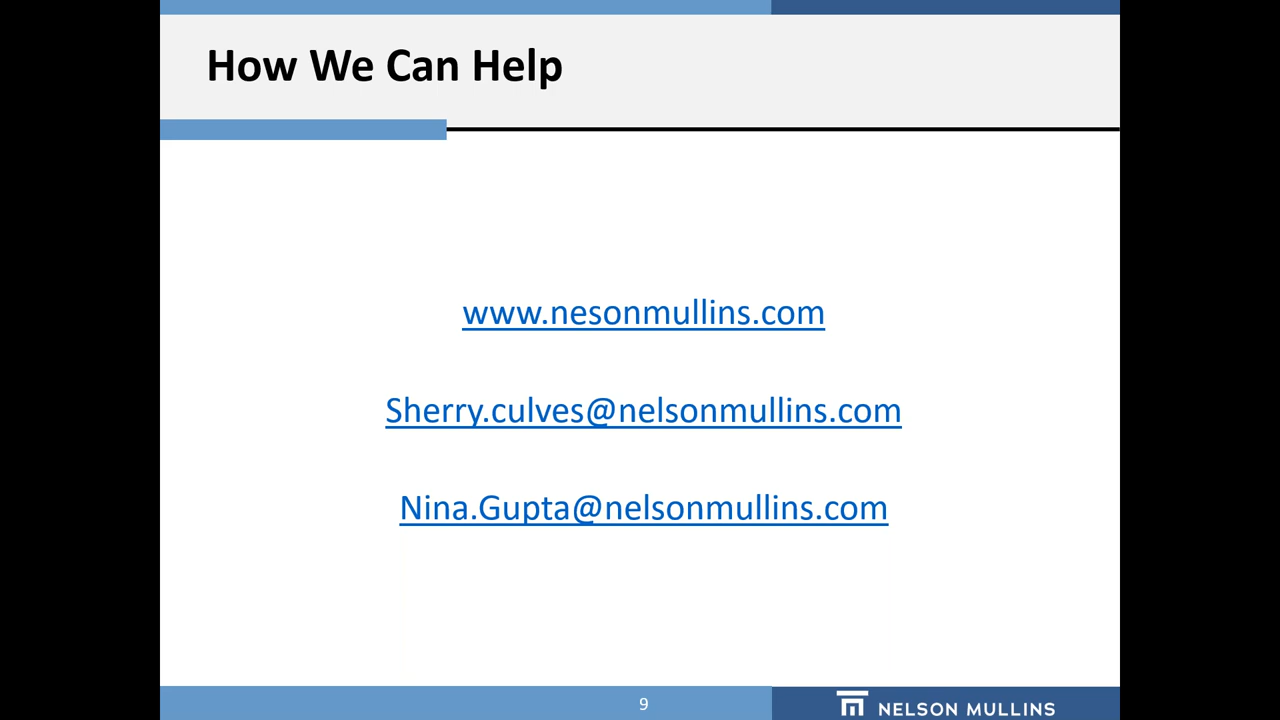 How We Can Help
www.nesonmullins.com
Sherry.culves@nelsonmullins.com
Nina.Gupta@nelsonmullins.com
9
NELSON MULLINS